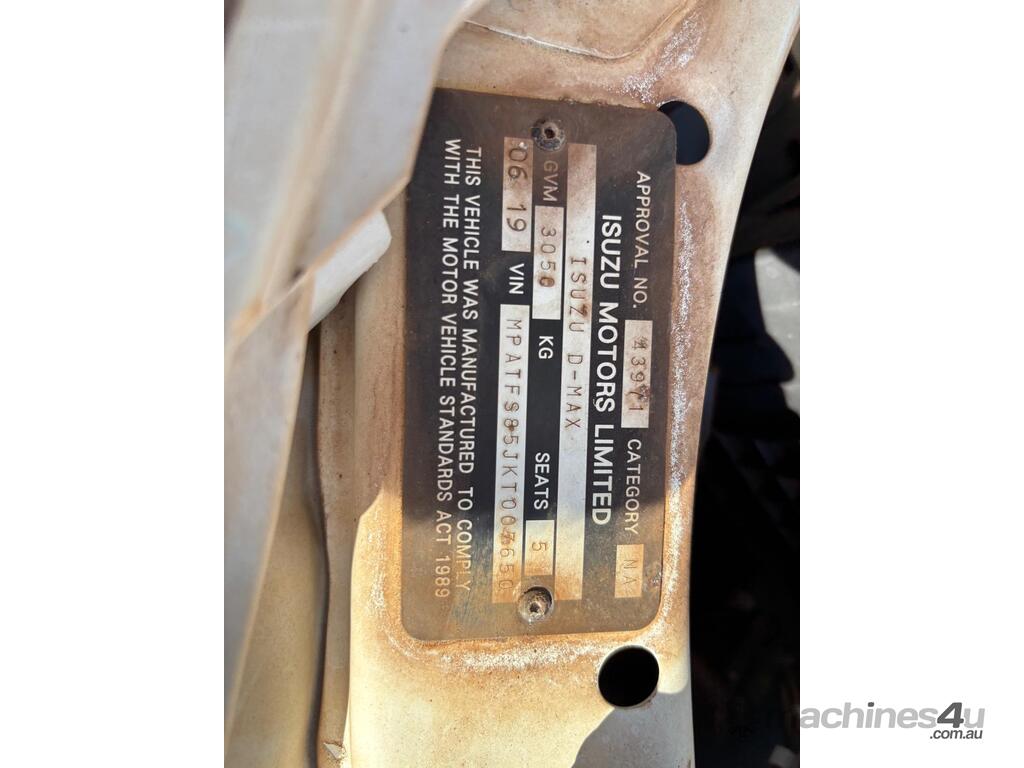 APPROVAL NO. 43971 CATEGORY NA
ISUZU MOTORS LIMITED
ISUZU D-MAX
GVM 3050 KG SEATS 5
06 19 VIN
THIS VEHICLE WAS MANUFACTURED TO COMPLY
WITH THE MOTOR VEHICLE STANDARDS ACT 1989
machines4u
.com.au